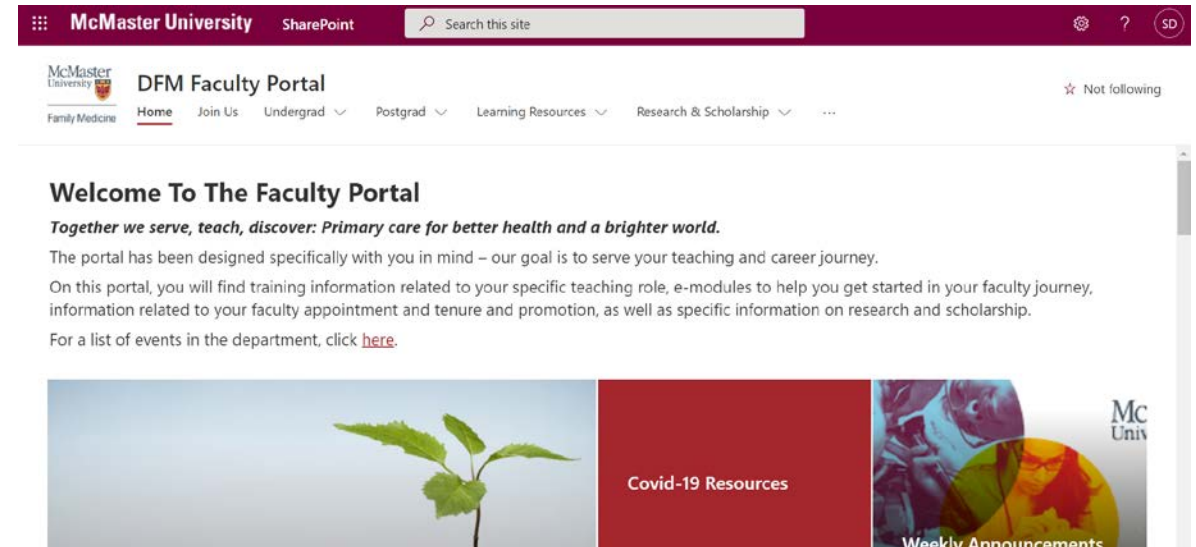 McMaster University SharePoint Search this site ? SD
McMaster
University
Family Medicine
DFM Faculty Portal
Not following
Home Join Us Undergrad Postgrad Learning Resources Research & Scholarship ...
Welcome To The Faculty Portal
Together we serve, teach, discover: Primary care for better health and a brighter world.
The portal has been designed specifically with you in mind – our goal is to serve your teaching and career journey.
On this portal, you will find training information related to your specific teaching role, e-modules to help you get started in your faculty journey,
information related to your faculty appointment and tenure and promotion, as well as specific information on research and scholarship.
For a list of events in the department, click here.
Covid-19 Resources
Mc
Univ
Weekly Announcements